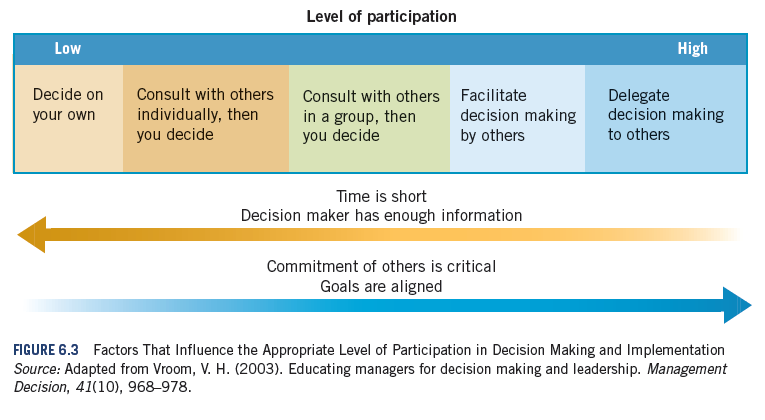 Level of participation
Low
High
Decide on
your own
Consult with others
individually, then
you decide
Consult with others
in a group, then
you decide
Facilitate
decision making
by others
Delegate
decision making
to others
Time is short
Decision maker has enough information
Commitment of others is critical
Goals are aligned
FIGURE 6.3 Factors That Influence the Appropriate Level of Participation in Decision Making and Implementation
Source: Adapted from Vroom, V. H. (2003). Educating managers for decision making and leadership. Management
Decision, 41(10), 968–978.